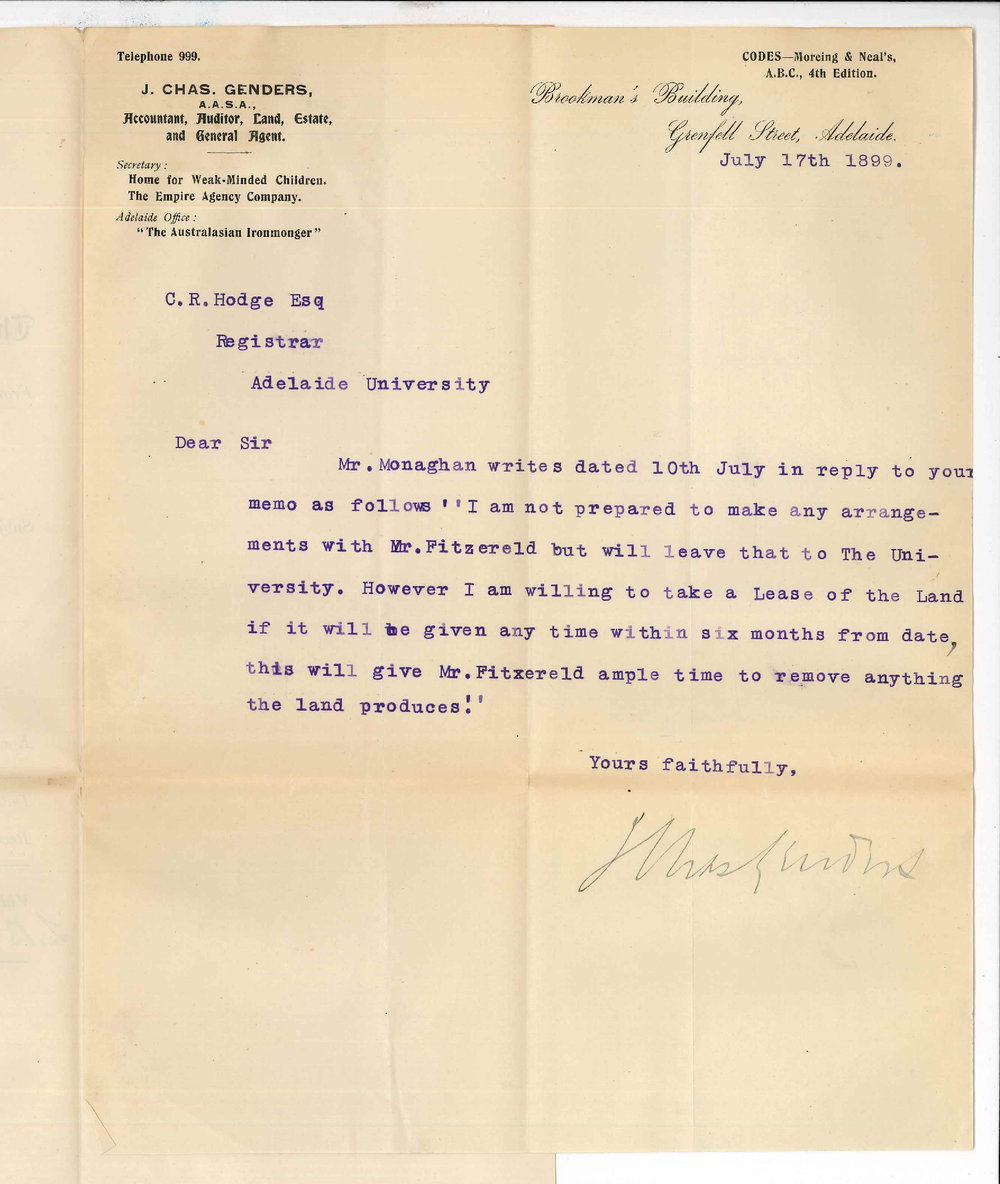 Telephone 999.
CODES—Moreing & Neal's,
A.B.C., 4th Edition.
J. CHAS. GENDERS,
A.A.S.A.,
Accountant, Auditor, Land, Estate,
and General Agent.
Secretary :
Home for Weak-Minded Children.
The Empire Agency Company.
Adelaide Office :
"The Australasian Ironmonger"
Brookman's Building,
Grenfell Street, Adelaide.
July 17th 1899.
C.R.Hodge Esq
Registrar
Adelaide University
Dear Sir
Mr.Monaghan writes dated 10th July in reply to your
memo as follows ''I am not prepared to make any arrange-
ments with Mr.Fitzereld but will leave that to The Uni-
versity. However I am willing to take a Lease of the Land
if it will be given any time within six months from date,
this will give Mr.Fitxereld ample time to remove anything
the land produces.''
Yours faithfully,
J Chas Genders